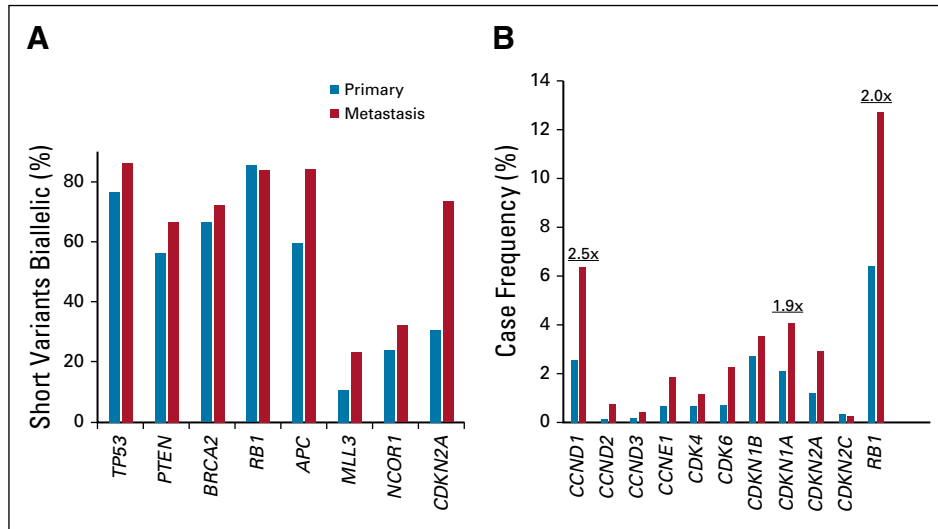 A
Primary
Metastasis
Short Variants Biallelic (%)
80
60
40
20
0
TP53
PTEN
BRCA2
RB1
APC
MLL3
NCOR1
CDKN2A
B
Case Frequency (%)
14
12
10
8
6
4
2
0
2.5x
1.9x
2.0x
CCND1
CCND2
CCND3
CCNE1
CDK4
CDK6
CDKN1B
CDKN1A
CDKN2A
CDKN2C
RB1